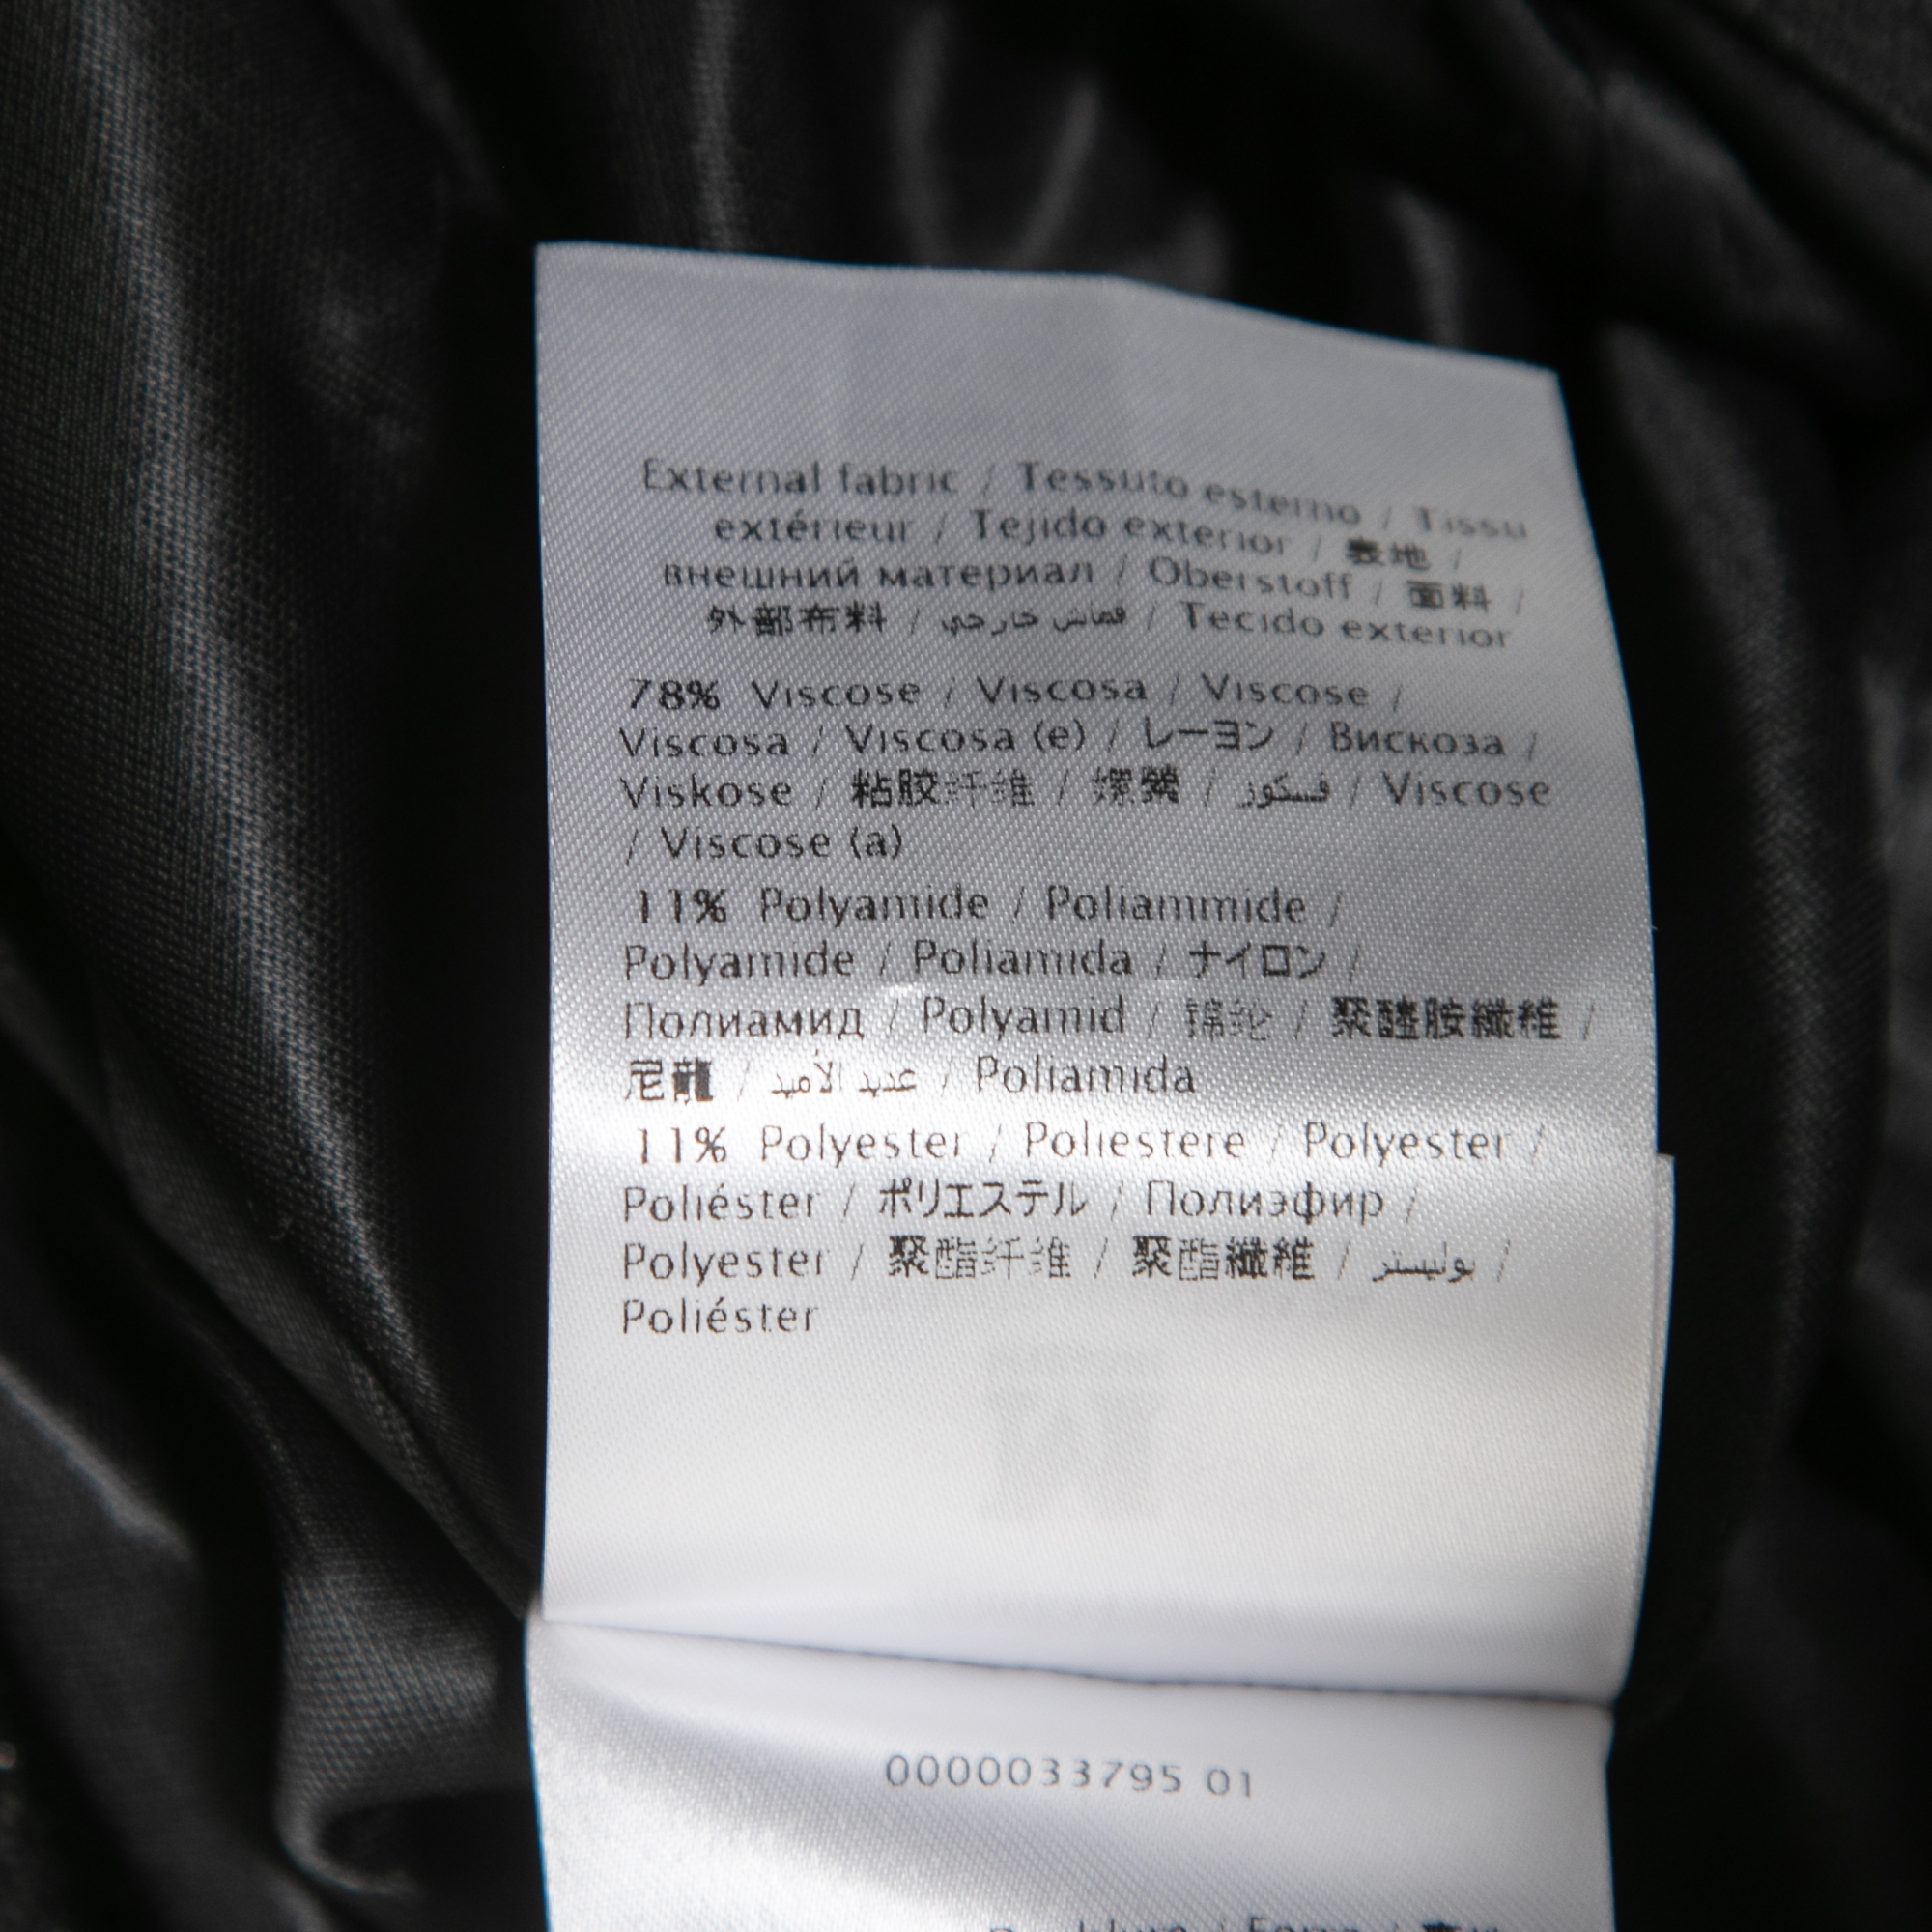 External fabric / Tessuto esterno / Tissu
extérieur / Tejido exterior / 表地 /
внешний материал / Oberstoff / 面料 /
外部布料 / قماش خارجي / Tecido exterior
78% Viscose / Viscosa / Viscose /
Viscosa / Viscosa (e) / レーヨン / Вискоза /
Viskose / 粘胶纤维 / 嫘縈 / فسكوز / Viscose
/ Viscose (a)
11% Polyamide / Poliammide /
Polyamide / Poliamida / ナイロン /
Полиамид / Polyamid / 锦纶 / 聚醯胺纖維 /
尼龍 / عديد الأميد / Poliamida
11% Polyester / Poliestere / Polyester /
Poliéster / ポリエステル / Полиэфир /
Polyester / 聚酯纤维 / 聚酯纖維 / بوليستر /
Poliéster
0000033795 01